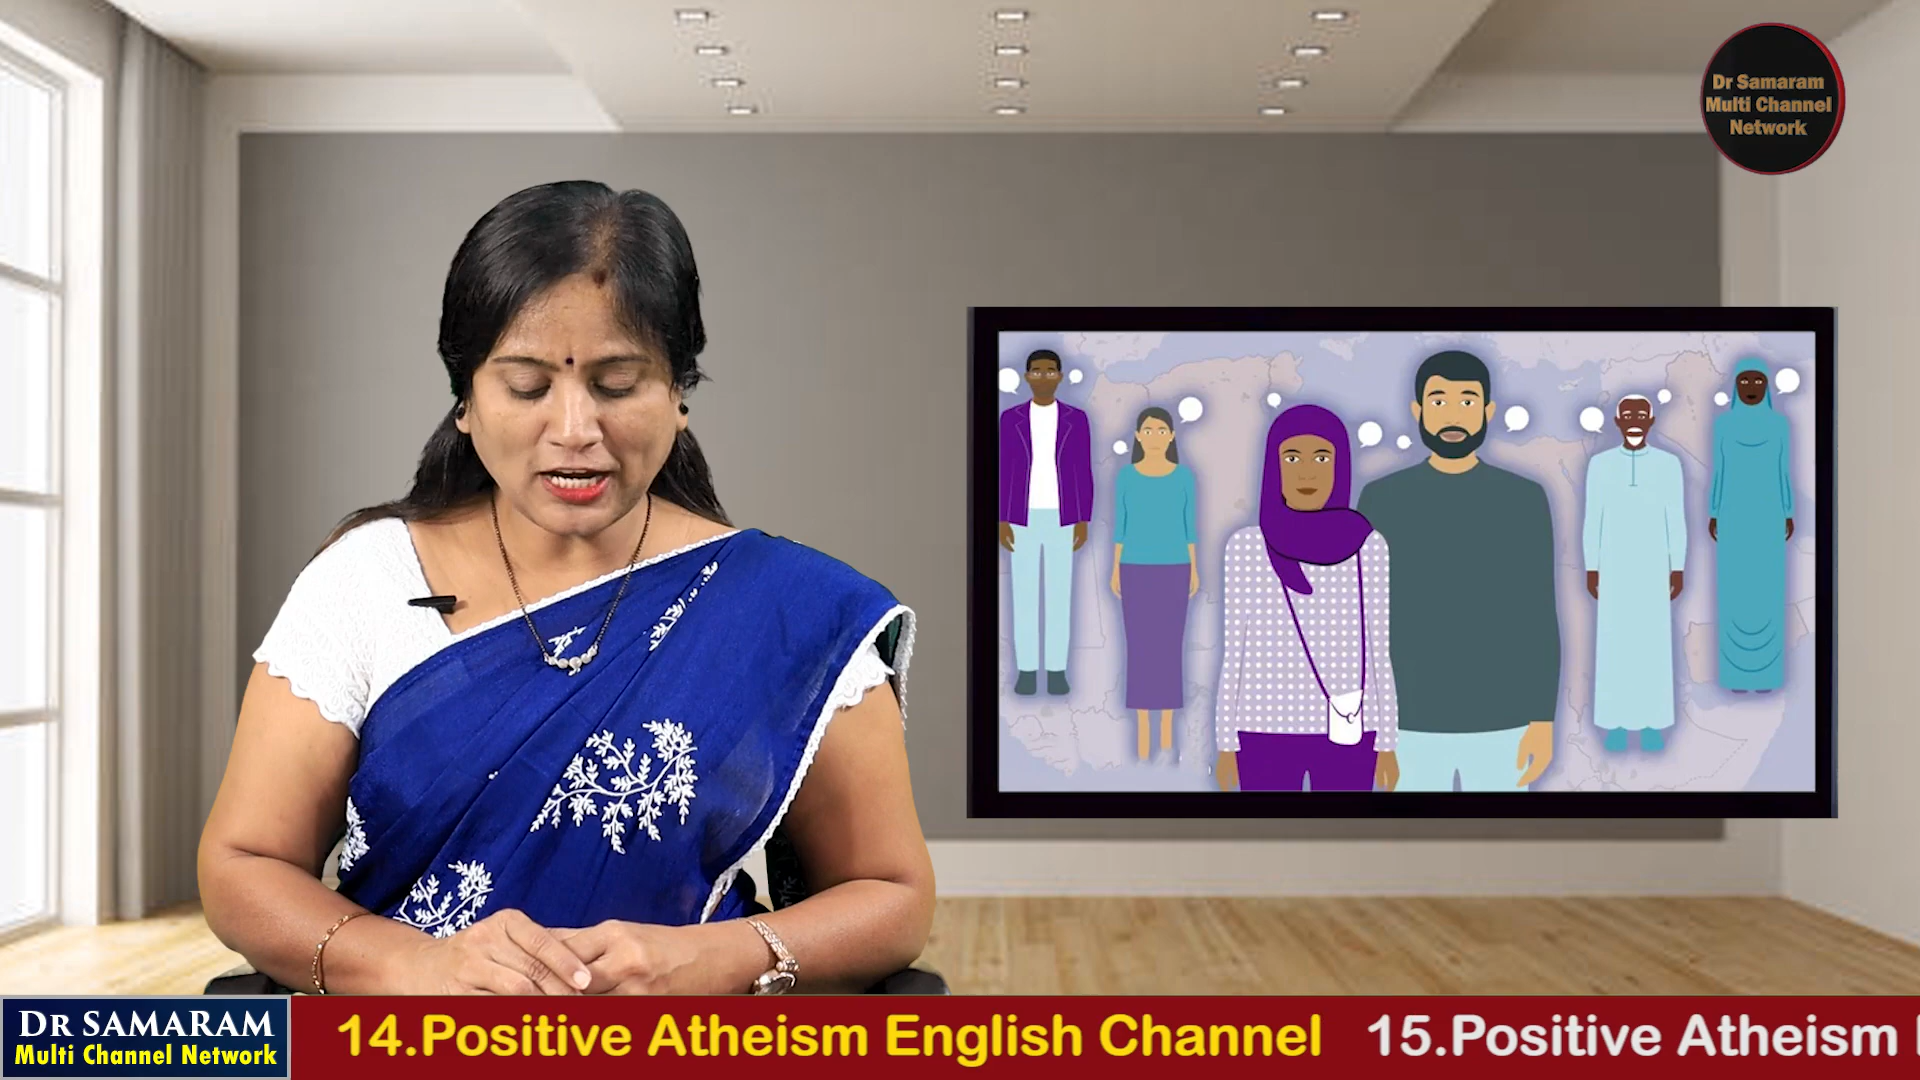 Dr Samaram
Multi Channel
Network
DR SAMARAM
Multi Channel Network
14.Positive Atheism English Channel 15.Positive Atheism